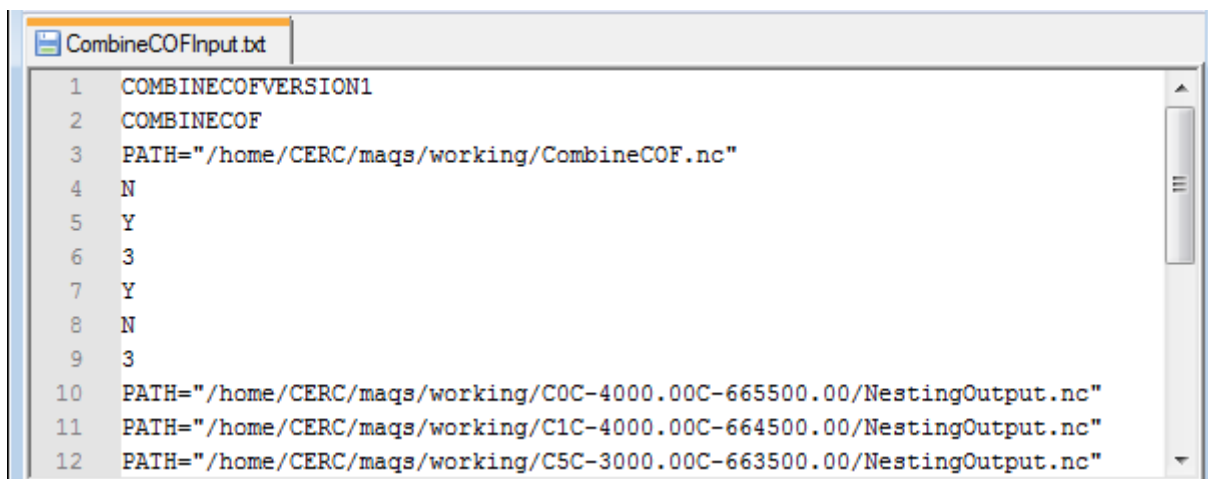 CombineCOFInput.txt
1 COMBINECOFVERSION1
2 COMBINECOF
3 PATH="/home/CERC/maqs/working/CombineCOF.nc"
4 N
5 Y
6 3
7 Y
8 N
9 3
10 PATH="/home/CERC/maqs/working/C0C-4000.00C-665500.00/NestingOutput.nc"
11 PATH="/home/CERC/maqs/working/C1C-4000.00C-664500.00/NestingOutput.nc"
12 PATH="/home/CERC/maqs/working/C5C-3000.00C-663500.00/NestingOutput.nc"